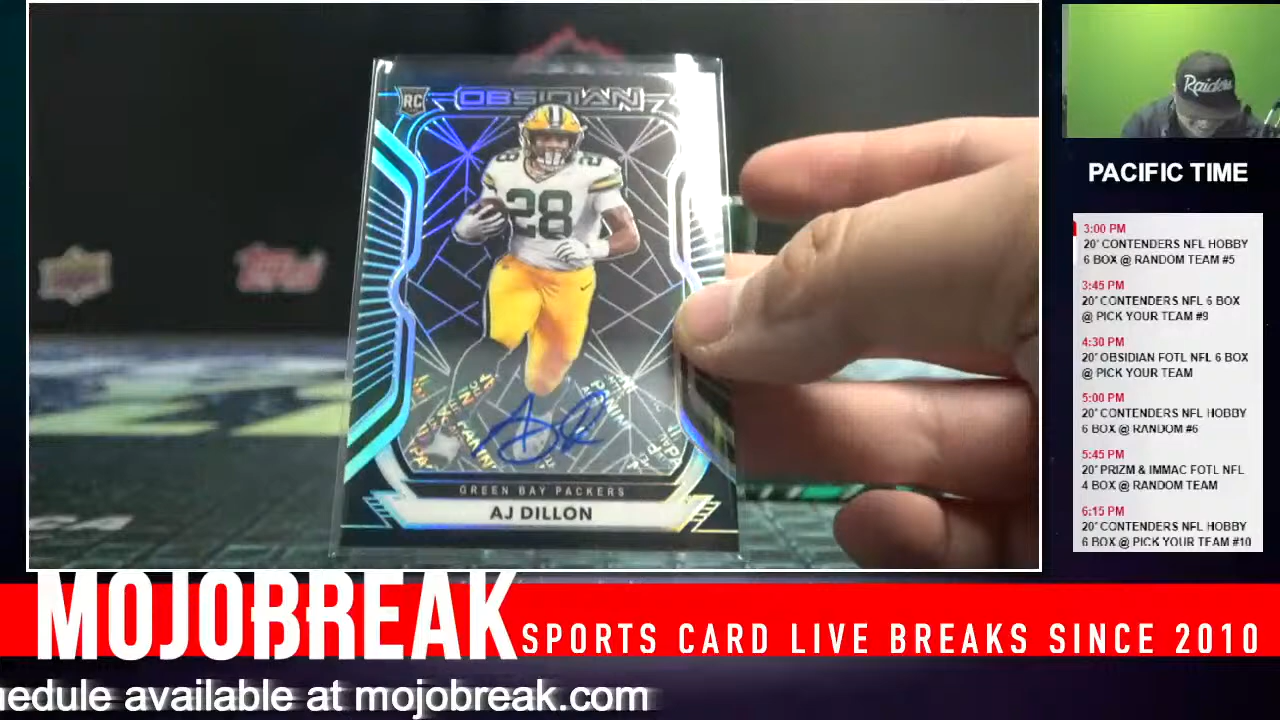 RC
OBSIDIAN
28
28
GREEN BAY PACKERS
AJ DILLON
Topps
Raiders
PACIFIC TIME
3:00 PM
20' CONTENDERS NFL HOBBY
6 BOX @ RANDOM TEAM #5
3:45 PM
20' CONTENDERS NFL 6 BOX
@ PICK YOUR TEAM #9
4:30 PM
20' OBSIDIAN FOTL NFL 6 BOX
@ PICK YOUR TEAM
5:00 PM
20' CONTENDERS NFL HOBBY
6 BOX @ RANDOM #6
5:45 PM
20' PRIZM & IMMAC FOTL NFL
4 BOX @ RANDOM TEAM
6:15 PM
20' CONTENDERS NFL HOBBY
6 BOX @ PICK YOUR TEAM #10
MOJOBREAK
SPORTS CARD LIVE BREAKS SINCE 2010
hedule available at mojobreak.com